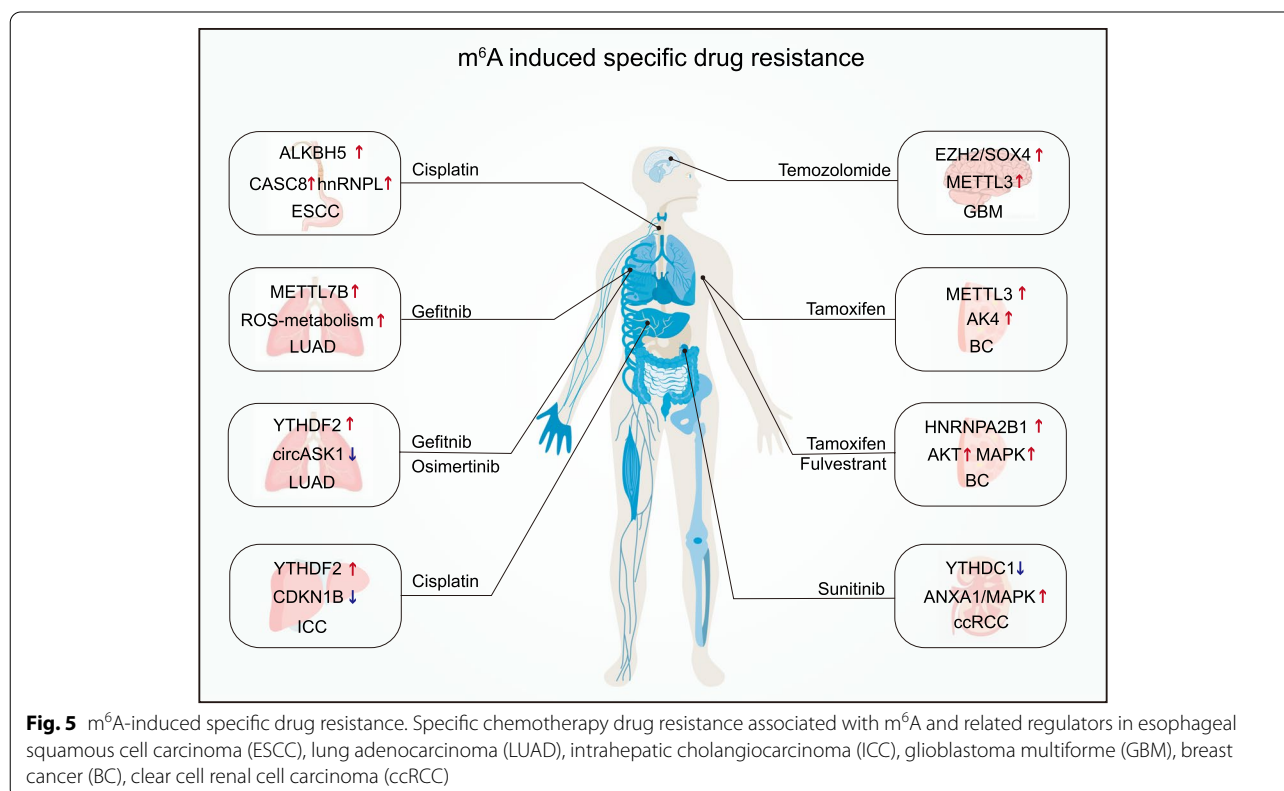 m⁶A induced specific drug resistance
ALKBH5 ↑
CASC8↑hnRNPL↑
ESCC
Cisplatin
METTL7B↑
ROS-metabolism↑
LUAD
Gefitnib
YTHDF2 ↑
circASK1↓
LUAD
Gefitnib
Osimertinib
YTHDF2 ↑
CDKN1B ↓
ICC
Cisplatin
Temozolomide
EZH2/SOX4 ↑
METTL3↑
GBM
Tamoxifen
METTL3 ↑
AK4 ↑
BC
Tamoxifen
Fulvestrant
HNRNPA2B1 ↑
AKT↑ MAPK↑
BC
Sunitinib
YTHDC1↓
ANXA1/MAPK ↑
ccRCC
Fig. 5 m⁶A-induced specific drug resistance. Specific chemotherapy drug resistance associated with m⁶A and related regulators in esophageal
squamous cell carcinoma (ESCC), lung adenocarcinoma (LUAD), intrahepatic cholangiocarcinoma (ICC), glioblastoma multiforme (GBM), breast
cancer (BC), clear cell renal cell carcinoma (ccRCC)